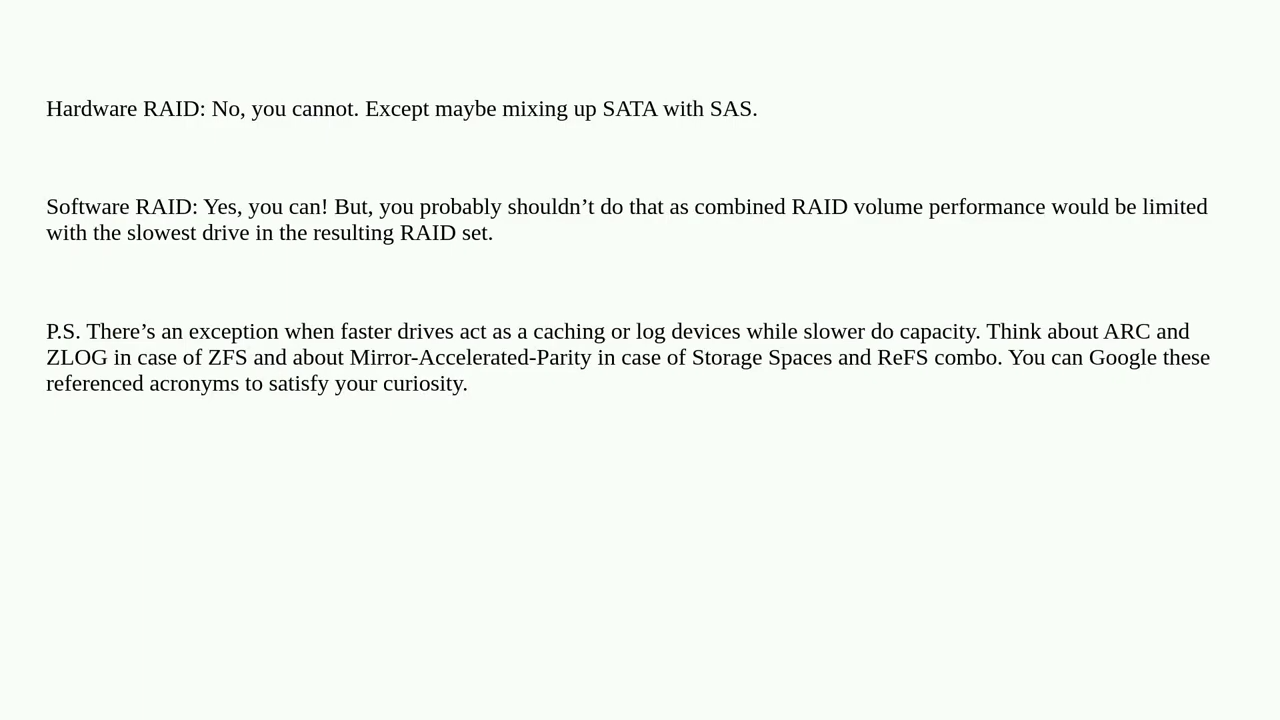 Hardware RAID: No, you cannot. Except maybe mixing up SATA with SAS.
Software RAID: Yes, you can! But, you probably shouldn’t do that as combined RAID volume performance would be limited
with the slowest drive in the resulting RAID set.
P.S. There’s an exception when faster drives act as a caching or log devices while slower do capacity. Think about ARC and
ZLOG in case of ZFS and about Mirror-Accelerated-Parity in case of Storage Spaces and ReFS combo. You can Google these
referenced acronyms to satisfy your curiosity.